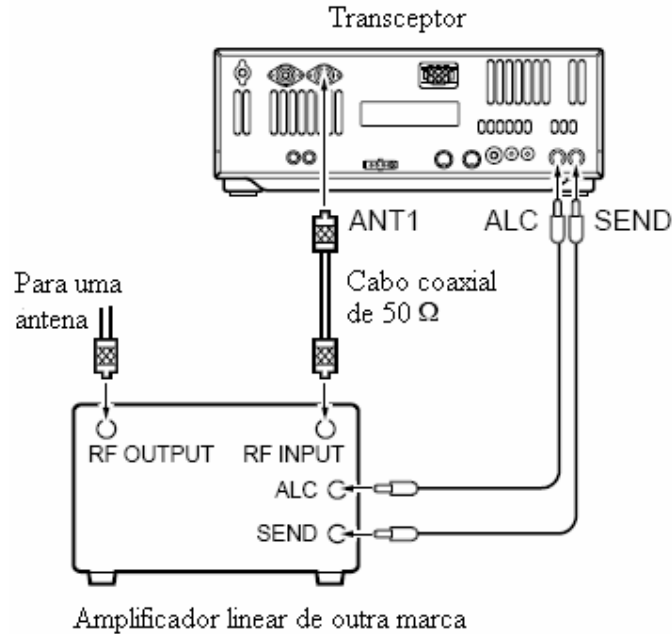 Transceptor
ANT1
ALC
SEND
Cabo coaxial
de 50 Ω
Para uma
antena
RF OUTPUT
RF INPUT
ALC
SEND
Amplificador linear de outra marca